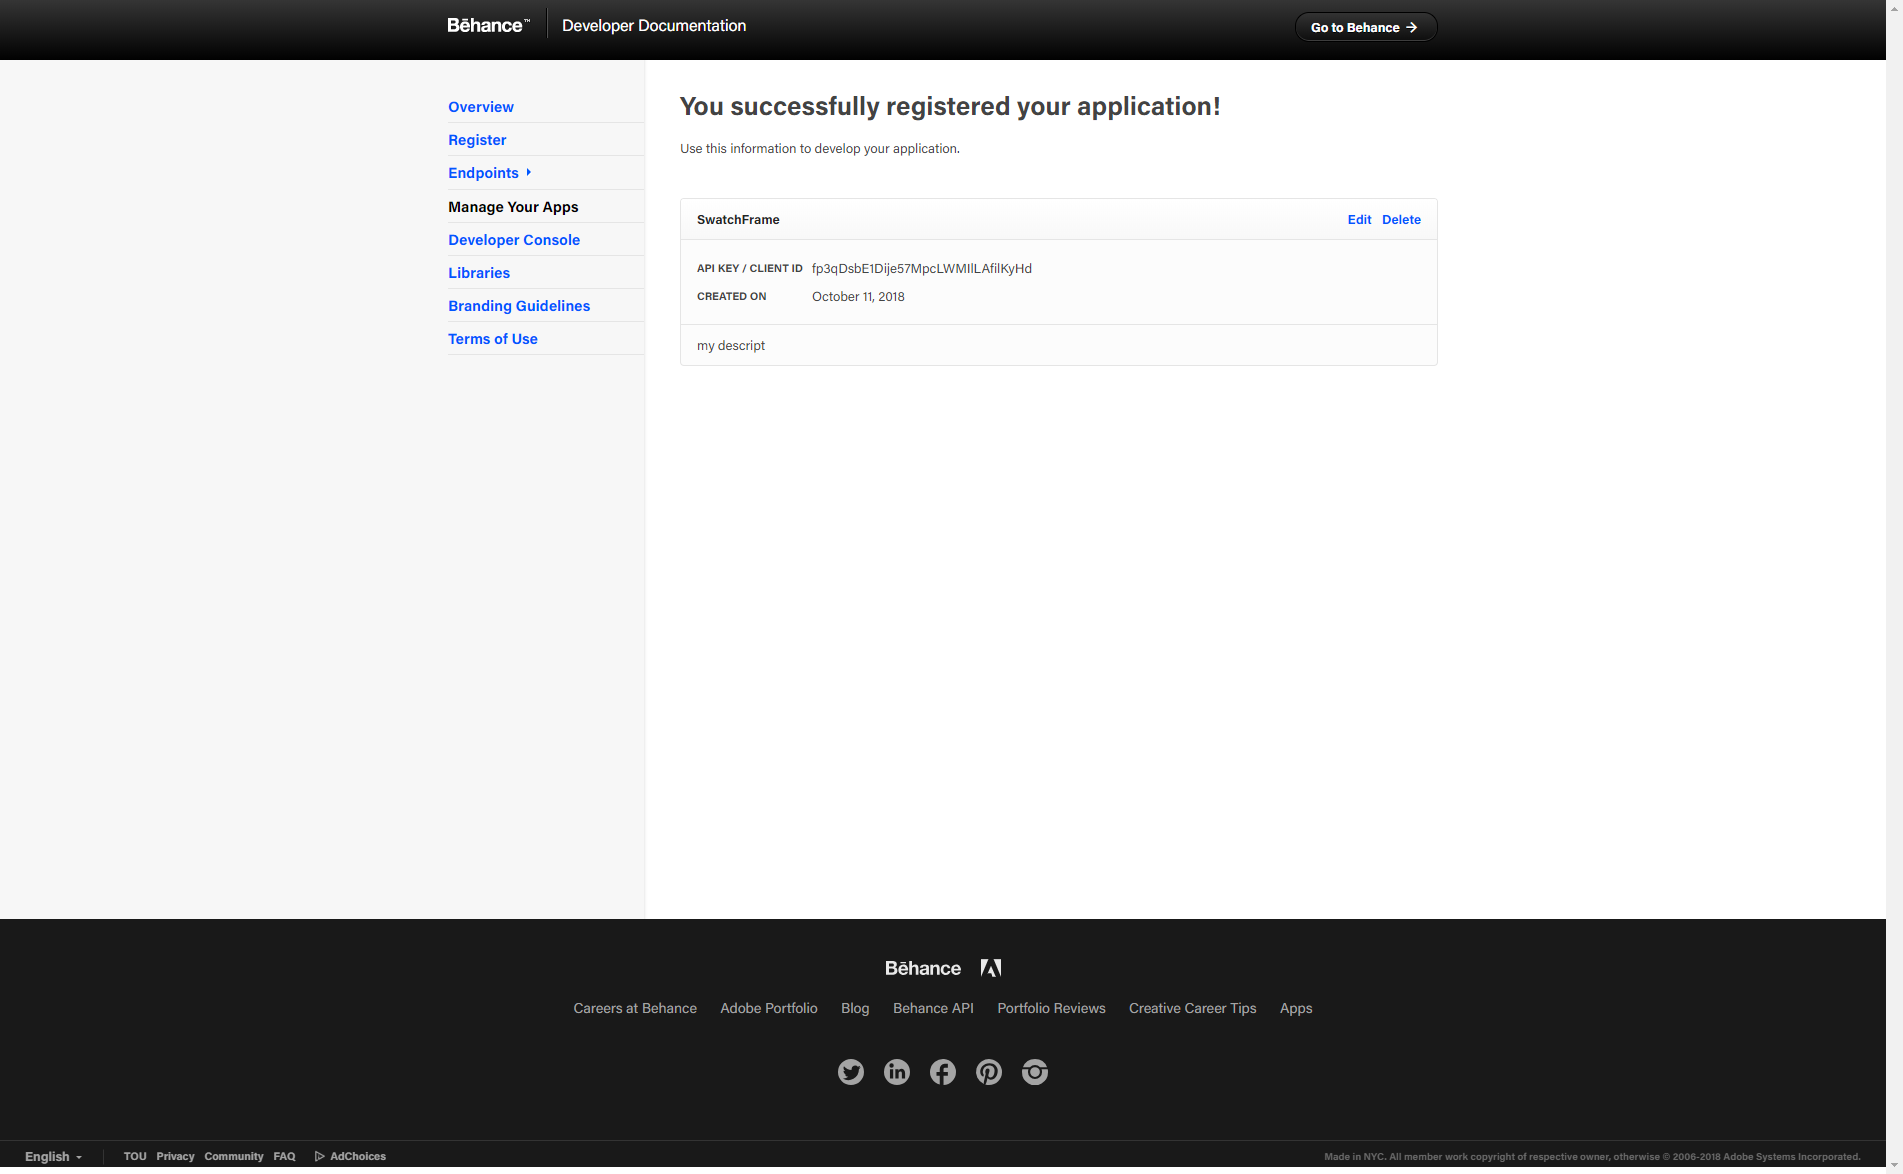 Bēhance™ Developer Documentation Go to Behance →
Overview
Register
Endpoints
Manage Your Apps
Developer Console
Libraries
Branding Guidelines
Terms of Use
You successfully registered your application!
Use this information to develop your application.
SwatchFrame Edit Delete
API KEY / CLIENT ID fp3qDsbE1Dije57MpcLWMIlLAfilKyHd
CREATED ON October 11, 2018
my descript
Bēhance
Careers at Behance Adobe Portfolio Blog Behance API Portfolio Reviews Creative Career Tips Apps
English TOU Privacy Community FAQ AdChoices
Made in NYC. All member work copyright of respective owner, otherwise © 2006-2018 Adobe Systems Incorporated.